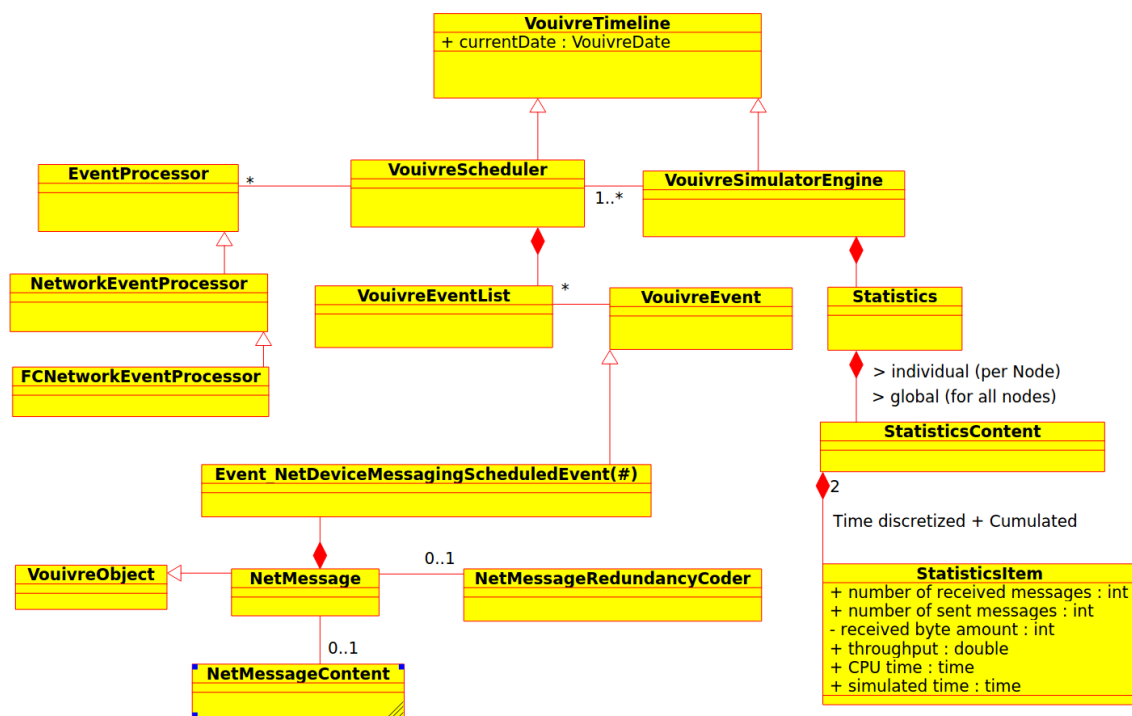 VouivreTimeline
+ currentDate : VouivreDate
EventProcessor
*
VouivreScheduler
1..*
VouivreSimulatorEngine
NetworkEventProcessor
VouivreEventList
*
VouivreEvent
Statistics
FCNetworkEventProcessor
> individual (per Node)
> global (for all nodes)
StatisticsContent
Event_NetDeviceMessagingScheduledEvent(#)
2
Time discretized + Cumulated
VouivreObject
NetMessage
0..1
NetMessageRedundancyCoder
StatisticsItem
+ number of received messages : int
+ number of sent messages : int
- received byte amount : int
+ throughput : double
+ CPU time : time
+ simulated time : time
0..1
NetMessageContent